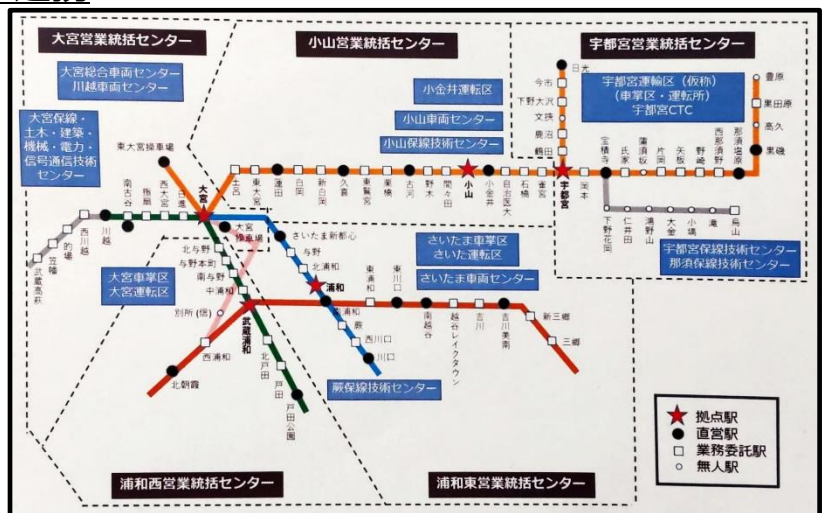 大宮営業統括センター
小山営業統括センター
宇都宮営業統括センター
大宮総合車両センター
川越車両センター
大宮保線・
土木・建築・
機械・電力・
信号通信技術
センター
小金井運転区
小山車両センター
小山保線技術センター
宇都宮運輸区（仮称）
（車掌区・運転所）
宇都宮CTC
日光
今市
下野大沢
文挟
鹿沼
鶴田
豊原
黒田原
高久
黒磯
東大宮操車場
大宮
土呂
東大宮
蓮田
白岡
新白岡
久喜
東鷲宮
栗橋
古河
野木
間々田
小山
小金井
自治医大
石橋
雀宮
宇都宮
岡本
宝積寺
氏家
蒲須坂
片岡
矢板
野崎
西那須野
那須塩原
下野花岡
仁井田
鴻野山
大金
小塙
滝
烏山
宇都宮保線技術センター
那須保線技術センター
武蔵高萩
笠幡
的場
西川越
川越
南古谷
指扇
西大宮
日進
大宮
操車場
北与野
与野本町
南与野
中浦和
武蔵浦和
別所（信）
西浦和
北朝霞
北戸田
戸田
戸田公園
大宮車掌区
大宮運転区
さいたま新都心
与野
北浦和
浦和
南浦和
蕨
西川口
川口
さいたま車掌区
さいたま運転区
さいたま車両センター
東浦和
東川口
南越谷
越谷レイクタウン
吉川
吉川美南
新三郷
三郷
蕨保線技術センター
浦和西営業統括センター
浦和東営業統括センター
拠点駅
直営駅
業務委託駅
無人駅